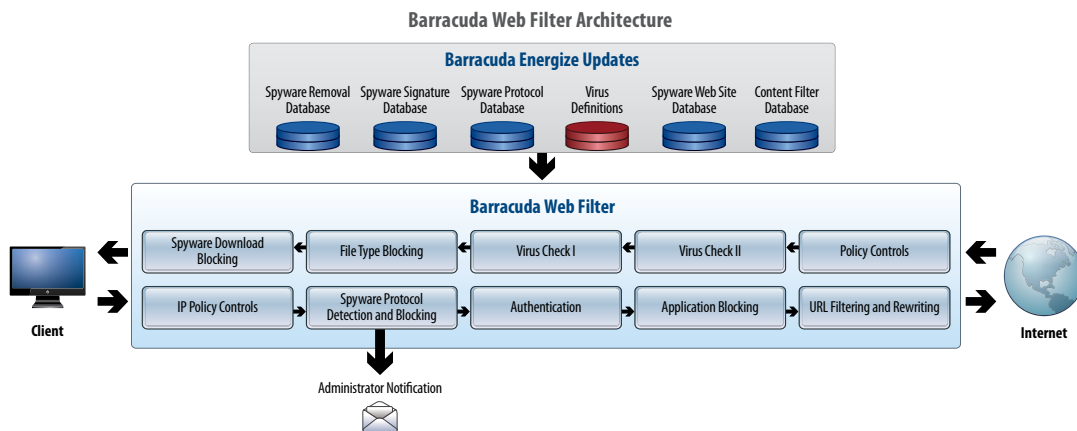 Barracuda Web Filter Architecture
Barracuda Energize Updates
Spyware Removal
Database
Spyware Signature
Database
Spyware Protocol
Database
Virus
Definitions
Spyware Web Site
Database
Content Filter
Database
Barracuda Web Filter
Spyware Download
Blocking
File Type Blocking
Virus Check I
Virus Check II
Policy Controls
IP Policy Controls
Spyware Protocol
Detection and Blocking
Authentication
Application Blocking
URL Filtering and Rewriting
Client
Internet
Administrator Notification